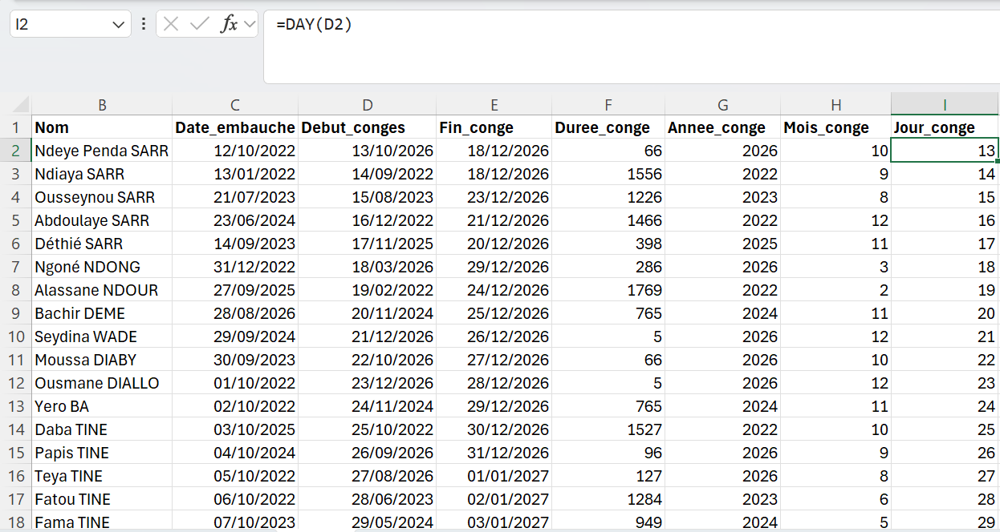 I2 fx =DAY(D2)
B C D E F G H I
1 Nom Date_embauche Debut_conges Fin_conge Duree_conge Annee_conge Mois_conge Jour_conge
2 Ndeye Penda SARR 12/10/2022 13/10/2026 18/12/2026 66 2026 10 13
3 Ndiaya SARR 13/01/2022 14/09/2022 18/12/2026 1556 2022 9 14
4 Ousseynou SARR 21/07/2023 15/08/2023 23/12/2026 1226 2023 8 15
5 Abdoulaye SARR 23/06/2024 16/12/2022 21/12/2026 1466 2022 12 16
6 Déthié SARR 14/09/2023 17/11/2025 20/12/2026 398 2025 11 17
7 Ngoné NDONG 31/12/2022 18/03/2026 29/12/2026 286 2026 3 18
8 Alassane NDOUR 27/09/2025 19/02/2022 24/12/2026 1769 2022 2 19
9 Bachir DEME 28/08/2026 20/11/2024 25/12/2026 765 2024 11 20
10 Seydina WADE 29/09/2024 21/12/2026 26/12/2026 5 2026 12 21
11 Moussa DIABY 30/09/2023 22/10/2026 27/12/2026 66 2026 10 22
12 Ousmane DIALLO 01/10/2022 23/12/2026 28/12/2026 5 2026 12 23
13 Yero BA 02/10/2022 24/11/2024 29/12/2026 765 2024 11 24
14 Daba TINE 03/10/2025 25/10/2022 30/12/2026 1527 2022 10 25
15 Papis TINE 04/10/2024 26/09/2026 31/12/2026 96 2026 9 26
16 Teya TINE 05/10/2022 27/08/2026 01/01/2027 127 2026 8 27
17 Fatou TINE 06/10/2022 28/06/2023 02/01/2027 1284 2023 6 28
18 Fama TINE 07/10/2023 29/05/2024 03/01/2027 949 2024 5 29